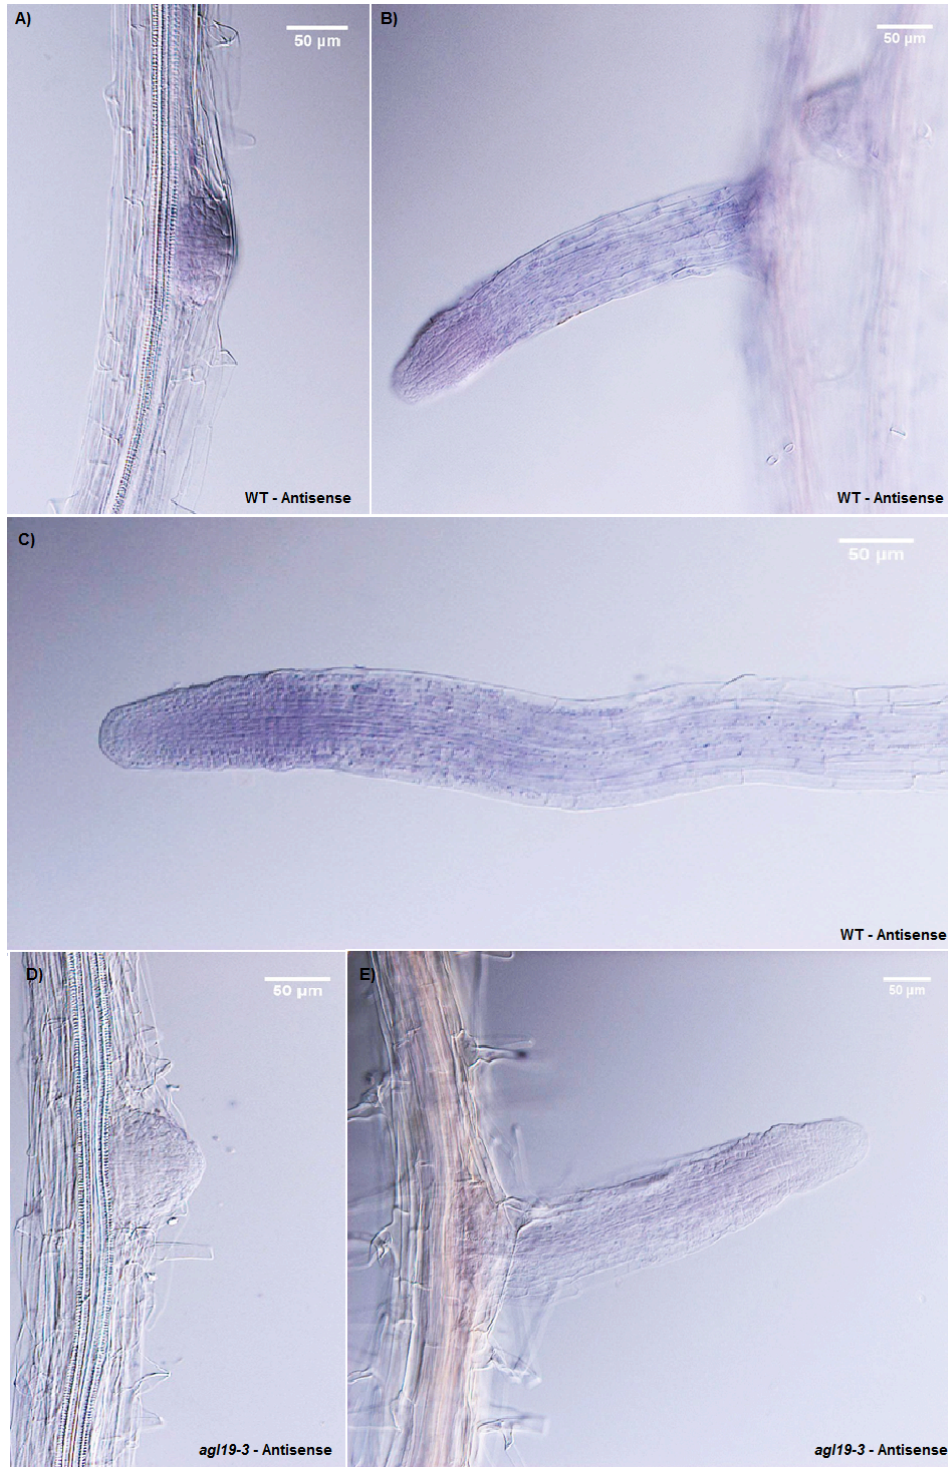 A)
50 µm
B)
50 µm
WT - Antisense
WT - Antisense
C)
50 µm
WT - Antisense
D)
50 µm
E)
50 µm
agl19-3 - Antisense
agl19-3 - Antisense